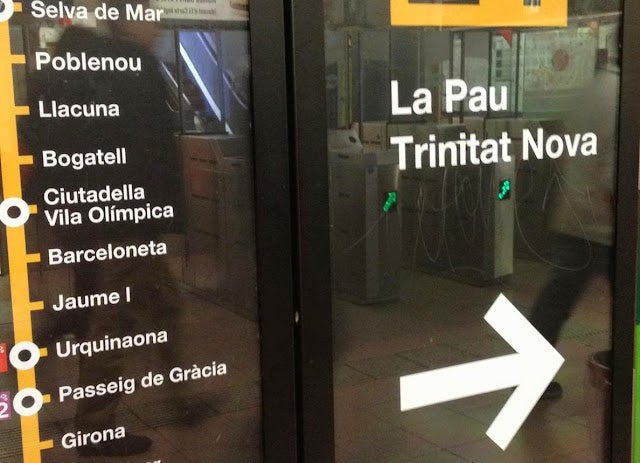 Selva de Mar
Poblenou
Llacuna
Bogatell
Ciutadella
Vila Olímpica
Barceloneta
Jaume I
Urquinaona
Passeig de Gràcia
2
Girona
La Pau
Trinitat Nova